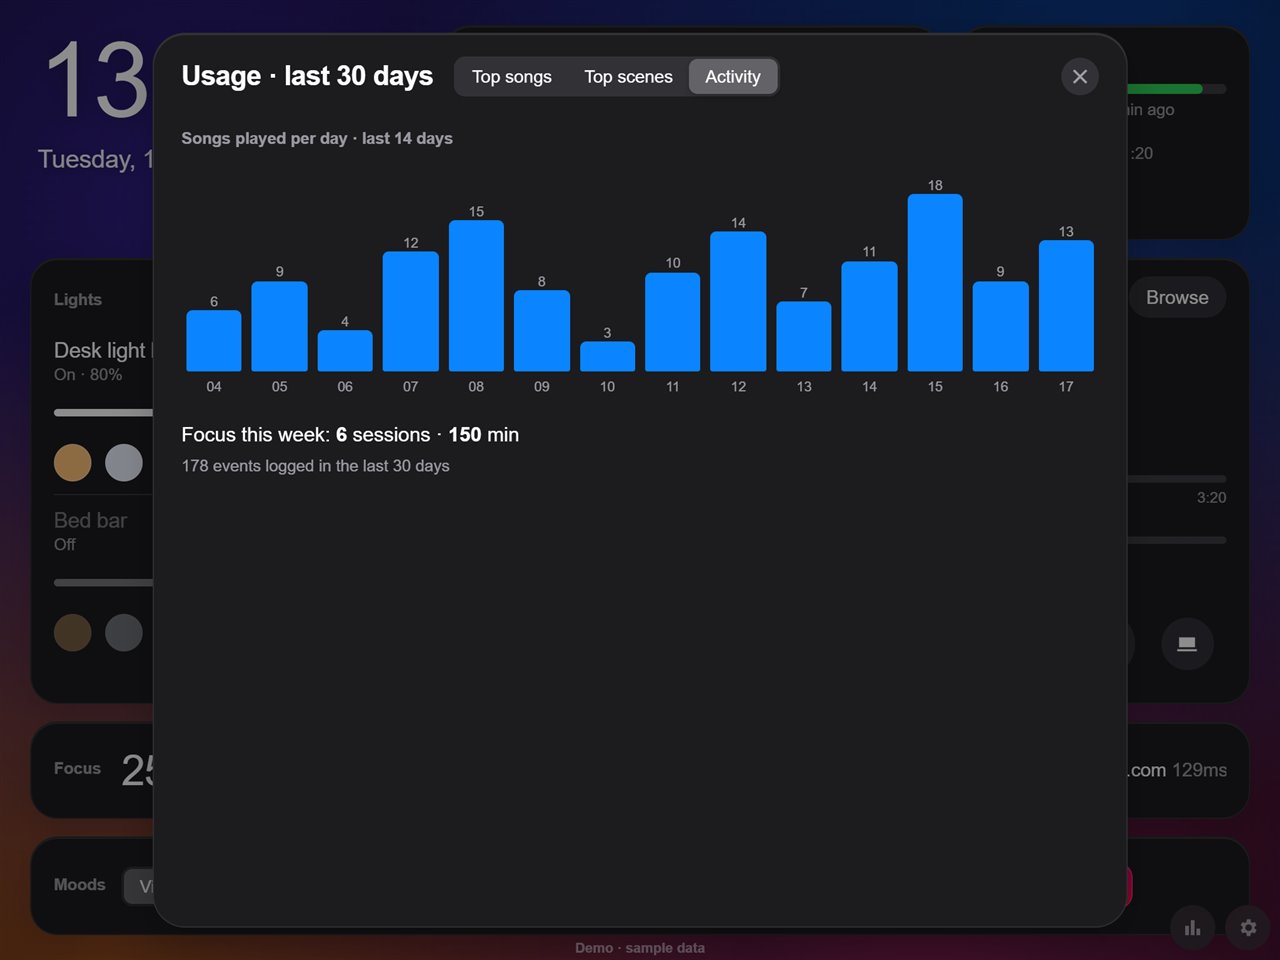 13
Tuesday, 1
Usage · last 30 days
Top songs
Top scenes
Activity
in ago
:20
Songs played per day · last 14 days
6
9
4
12
15
8
3
10
14
7
11
18
9
13
04
05
06
07
08
09
10
11
12
13
14
15
16
17
Focus this week: 6 sessions · 150 min
178 events logged in the last 30 days
Lights
Desk light
On · 80%
Bed bar
Off
Browse
3:20
Focus
25
.com 129ms
Moods
Vi
Demo · sample data